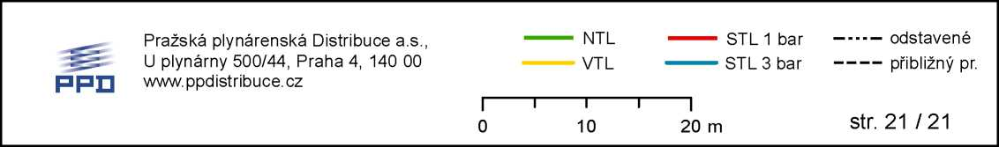 PPD
Pražská plynárenská Distribuce a.s.,
U plynárny 500/44, Praha 4, 140 00
www.ppdistribuce.cz
NTL
VTL
STL 1 bar
STL 3 bar
odstavené
přibližný pr.
0 10 20 m
str. 21 / 21